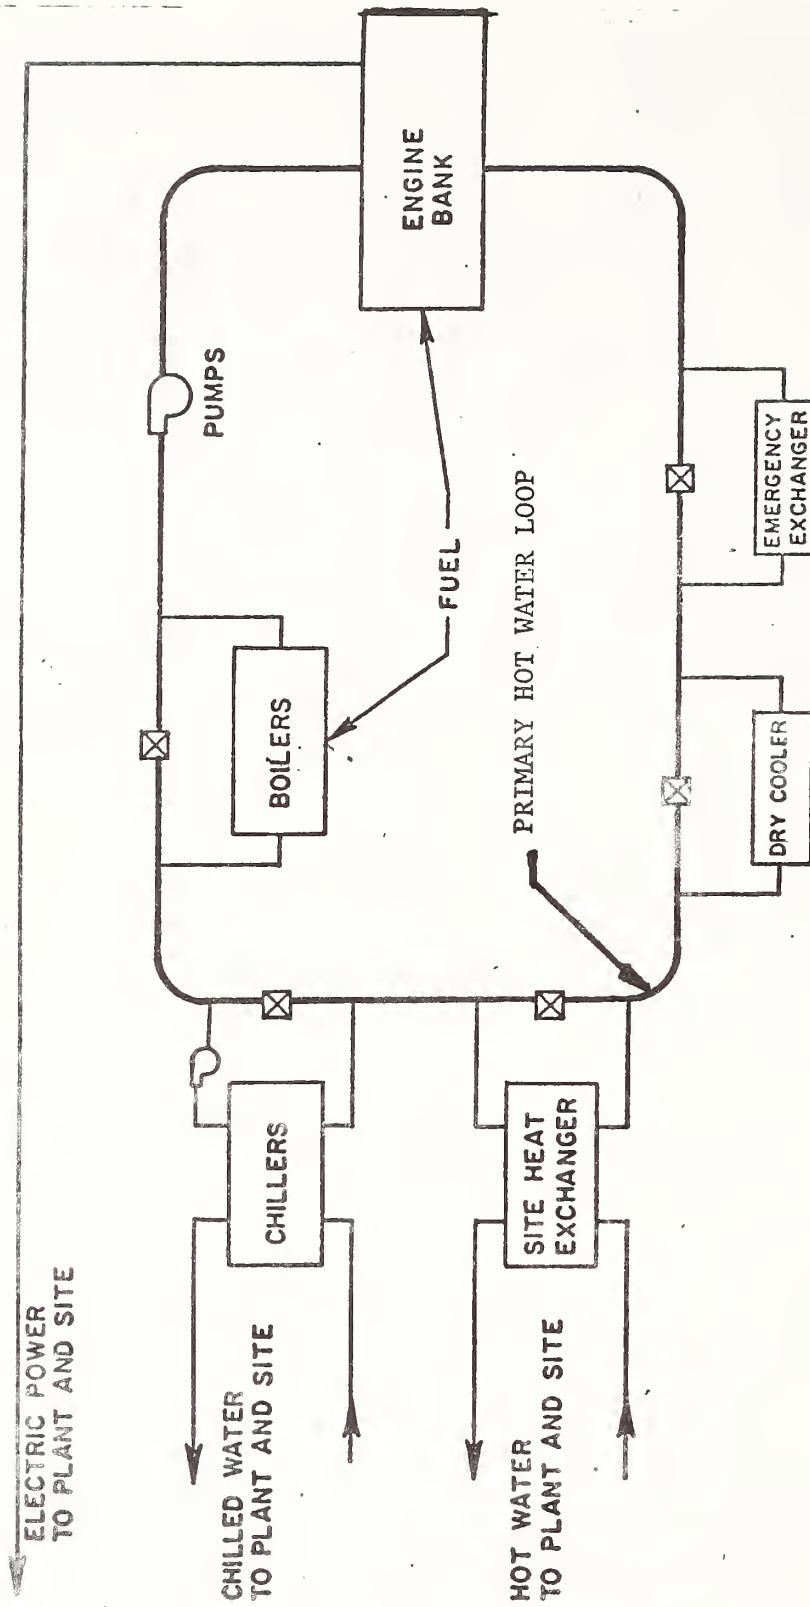 ELECTRIC POWER
TO PLANT AND SITE
CHILLED WATER
TO PLANT AND SITE
HOT WATER
TO PLANT AND SITE
CHILLERS
SITE HEAT
EXCHANGER
BOILERS
PUMPS
FUEL
PRIMARY HOT WATER LOOP
ENGINE
BANK
DRY COOLER
EMERGENCY
EXCHANGER